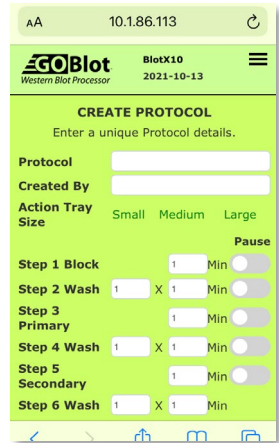 AA 10.1.86.113
GOBlot
Western Blot Processor
BlotX10
2021-10-13
CREATE PROTOCOL
Enter a unique Protocol details.
Protocol
Created By
Action Tray Size Small Medium Large
Pause
Step 1 Block 1 Min
Step 2 Wash 1 X 1 Min
Step 3 Primary 1 Min
Step 4 Wash 1 X 1 Min
Step 5 Secondary 1 Min
Step 6 Wash 1 X 1 Min